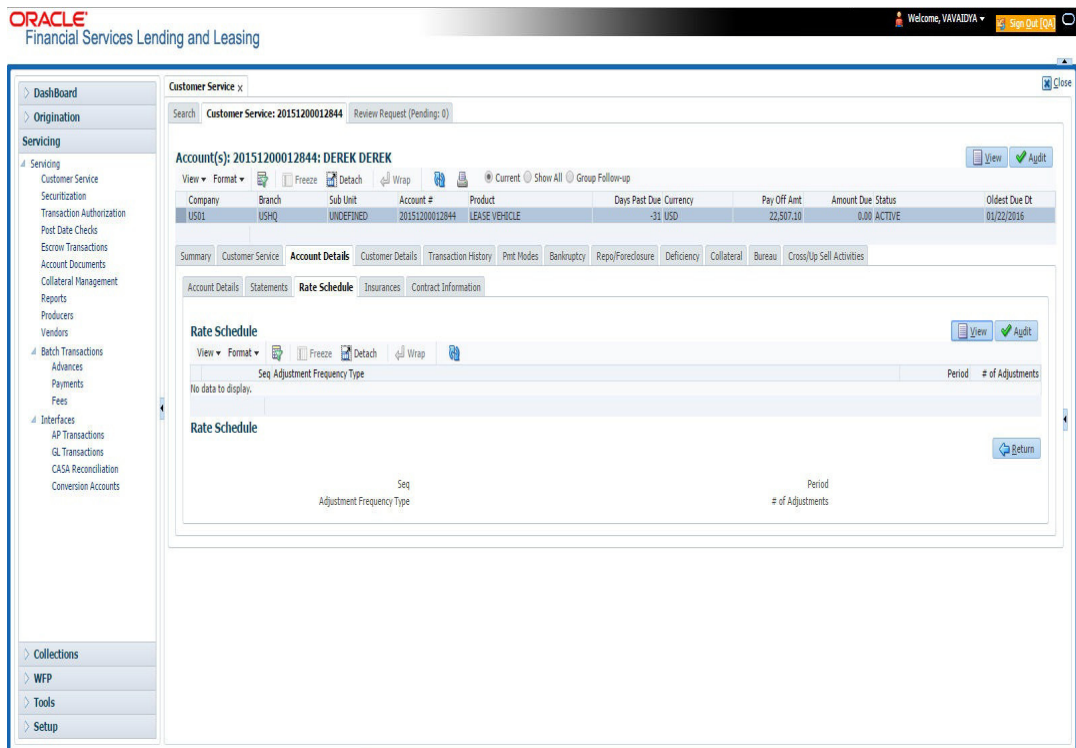 ORACLE
Welcome, VAVAIDYA
Sign Out [QA]
Financial Services Lending and Leasing
Close
DashBoard
Origination
Servicing
Servicing
Customer Service
Securitization
Transaction Authorization
Post Date Checks
Escrow Transactions
Account Documents
Collateral Management
Reports
Producers
Vendors
Batch Transactions
Advances
Payments
Fees
Interfaces
AP Transactions
GL Transactions
CASA Reconciliation
Conversion Accounts
Collections
WFP
Tools
Setup
Customer Service x
Search Customer Service: 20151200012844 Review Request (Pending: 0)
Account(s): 20151200012844: DEREK DEREK
View Audit
View Format Freeze Detach Wrap Current Show All Group Follow-up
Company Branch Sub Unit Account # Product Days Past Due Currency Pay Off Amt Amount Due Status Oldest Due Dt
US01 USHQ UNDEFINED 20151200012844 LEASE VEHICLE -31 USD 22,507.10 0.00 ACTIVE 01/22/2016
Summary Customer Service Account Details Customer Details Transaction History Pmt Modes Bankruptcy Repo/Foreclosure Deficiency Collateral Bureau Cross/Up Sell Activities
Account Details Statements Rate Schedule Insurances Contract Information
Rate Schedule
View Audit
View Format Freeze Detach Wrap
Seq Adjustment Frequency Type Period # of Adjustments
No data to display.
Rate Schedule
Return
Seq Period
Adjustment Frequency Type # of Adjustments